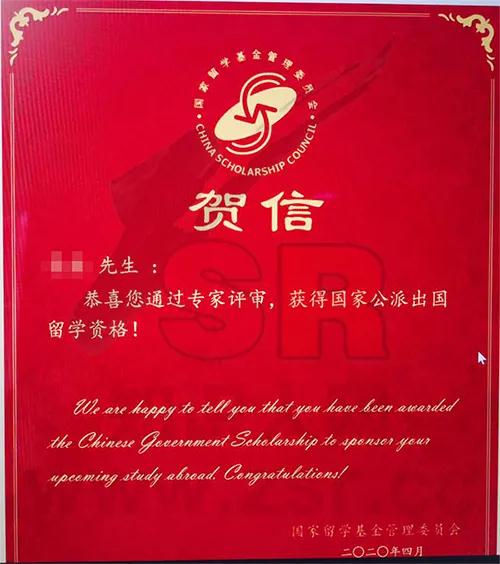 ·国家留学基金管理委员会·
CHINA SCHOLARSHIP COUNCIL
贺信
先生：
恭喜您通过专家评审，获得国家公派出国
留学资格！
We are happy to tell you that you have been awarded
the Chinese Government Scholarship to sponsor your
upcoming study abroad. Congratulations!
国家留学基金管理委员会
二〇二〇年四月